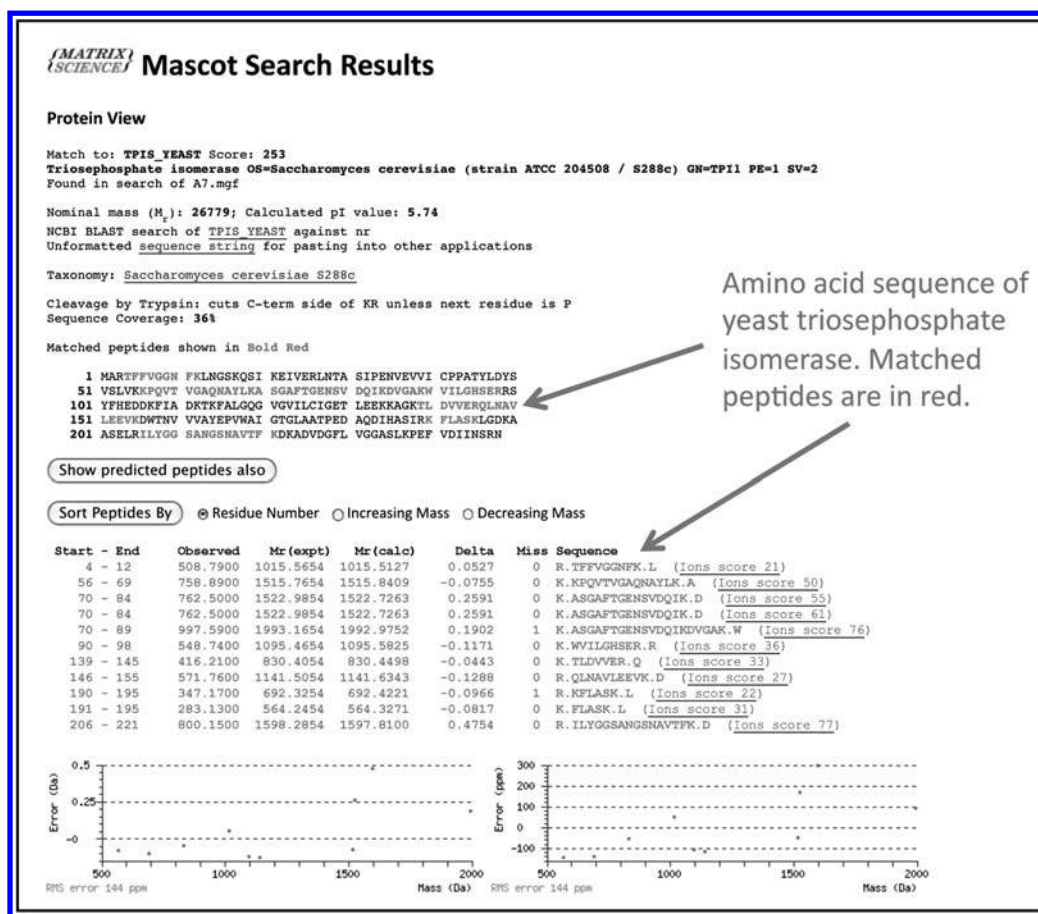 {MATRIX}
{SCIENCE} Mascot Search Results
Protein View
Match to: TPIS_YEAST Score: 253
Triosephosphate isomerase OS=Saccharomyces cerevisiae (strain ATCC 204508 / S288c) GN=TPI1 PE=1 SV=2
Found in search of A7.mgf
Nominal mass (Mr): 26779; Calculated pI value: 5.74
NCBI BLAST search of TPIS_YEAST against nr
Unformatted sequence string for pasting into other applications
Taxonomy: Saccharomyces cerevisiae S288c
Cleavage by Trypsin: cuts C-term side of KR unless next residue is P
Sequence Coverage: 36%
Matched peptides shown in Bold Red
1 MARTFFVGGN FKLNGSKQSI KEIVERLNTA SIPENVEVVI CPPATYLDYS
51 VSLVKKPQVT VGAQNAYLKA SGAFTGENSV DQIKDVGAKW VILGHSERRS
101 YFHEDDKFIA DKTKFALGQG VGVILCIGET LEEKKAGKTL DVVERQLNAV
151 LEEVKDWTNV VVAYEPVWAI GTGLAATPED AQDIHASIRK FLASKLGDKA
201 ASELRILYGG SANGSNAVTF KDKADVDGFL VGGASLKPEF VDIINSRN
Amino acid sequence of
yeast triosephosphate
isomerase. Matched
peptides are in red.
Show predicted peptides also
Sort Peptides By Residue Number Increasing Mass Decreasing Mass
Start - End Observed Mr(expt) Mr(calc) Delta Miss Sequence
4 - 12 508.7900 1015.5654 1015.5127 0.0527 0 R.TFFVGGNFK.L (Ions score 21)
56 - 69 758.8900 1515.7654 1515.8409 -0.0755 0 K.KPQVTVGAQNAYLK.A (Ions score 50)
70 - 84 762.5000 1522.9854 1522.7263 0.2591 0 K.ASGAFTGENSVDQIK.D (Ions score 55)
70 - 84 762.5000 1522.9854 1522.7263 0.2591 0 K.ASGAFTGENSVDQIK.D (Ions score 61)
70 - 89 997.5900 1993.1654 1992.9752 0.1902 1 K.ASGAFTGENSVDQIKDVGAK.W (Ions score 76)
90 - 98 548.7400 1095.4654 1095.5825 -0.1171 0 K.WVILGHSER.R (Ions score 36)
139 - 145 416.2100 830.4054 830.4498 -0.0443 0 K.TLDVVER.Q (Ions score 33)
146 - 155 571.7600 1141.5054 1141.6343 -0.1288 0 R.QLNAVLEEVK.D (Ions score 27)
190 - 195 347.1700 692.3254 692.4221 -0.0966 1 R.KFLASK.L (Ions score 22)
191 - 195 283.1300 564.2454 564.3271 -0.0817 0 K.FLASK.L (Ions score 31)
206 - 221 800.1500 1598.2854 1597.8100 0.4754 0 R.ILYGGSANGSNAVTFK.D (Ions score 77)
Error (Da)
0.5
0.25
-0
500 1000 1500 2000
RMS error 144 ppm Mass (Da)
Error (ppm)
300
200
100
0
-100
500 1000 1500 2000
RMS error 144 ppm Mass (Da)